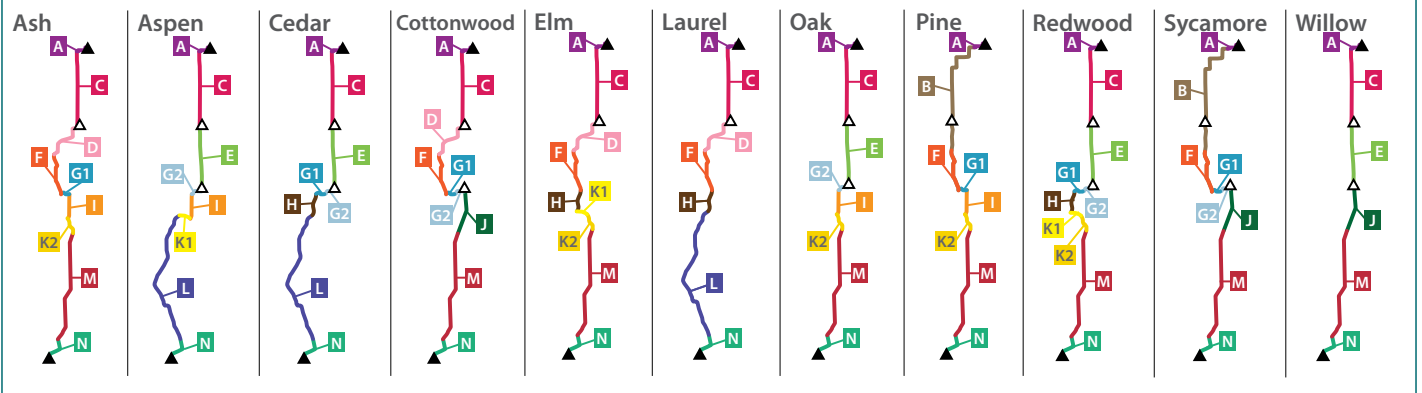 Ash
A
C
D
F
G1
I
K2
M
N
Aspen
A
C
E
G2
I
K1
L
N
Cedar
A
C
E
G1
H
G2
L
N
Cottonwood
A
C
D
F
G1
G2
J
M
N
Elm
A
C
D
F
K1
H
K2
M
N
Laurel
A
C
D
F
H
L
N
Oak
A
C
E
G2
I
K2
M
N
Pine
A
B
F
G1
I
K2
M
N
Redwood
A
C
E
G1
H
G2
K1
K2
M
N
Sycamore
A
B
F
G1
G2
J
M
N
Willow
A
C
E
J
M
N